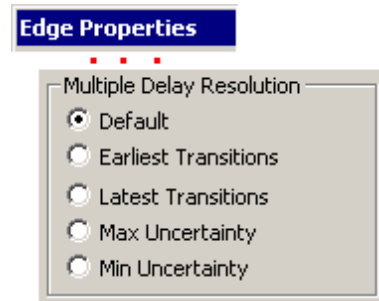 Edge Properties
Multiple Delay Resolution
Default
Earliest Transitions
Latest Transitions
Max Uncertainty
Min Uncertainty